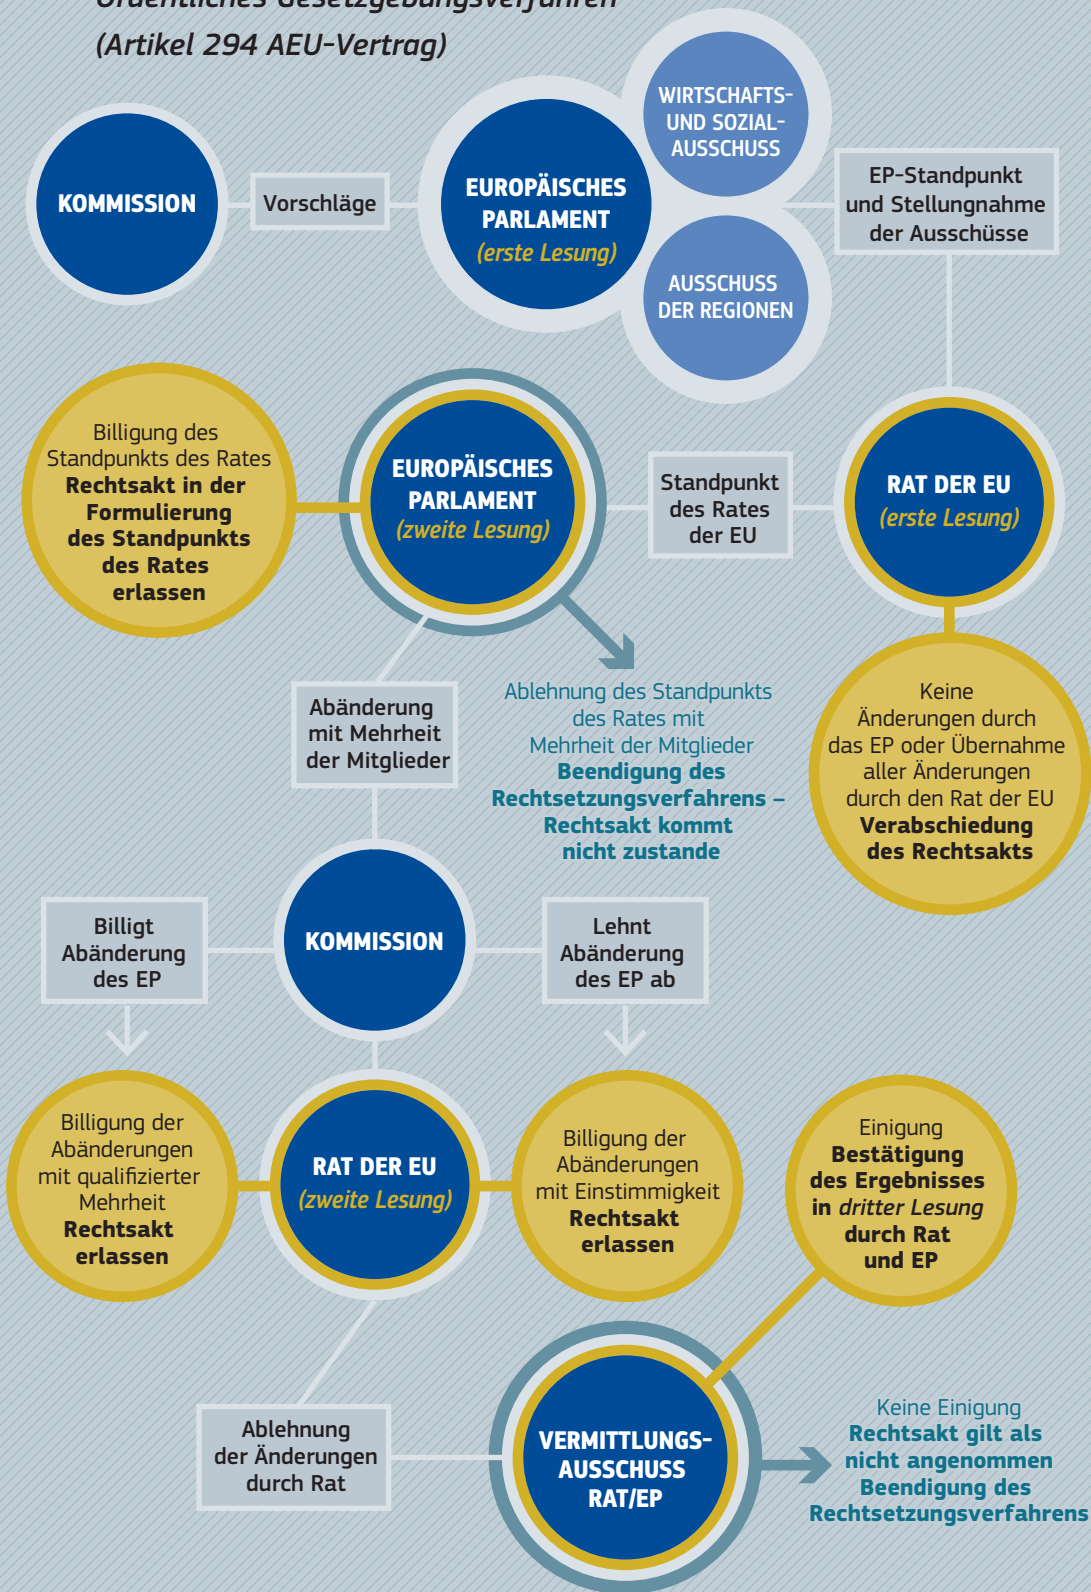 Ordentliches Gesetzgebungsverfahren
(Artikel 294 AEU-Vertrag)
KOMMISSION
Vorschläge
EUROPÄISCHES
PARLAMENT
(erste Lesung)
WIRTSCHAFTS-
UND SOZIAL-
AUSSCHUSS
AUSSCHUSS
DER REGIONEN
EP-Standpunkt
und Stellungnahme
der Ausschüsse
Billigung des
Standpunkts des Rates
Rechtsakt in der
Formulierung
des Standpunkts
des Rates
erlassen
EUROPÄISCHES
PARLAMENT
(zweite Lesung)
Standpunkt
des Rates
der EU
RAT DER EU
(erste Lesung)
Abänderung
mit Mehrheit
der Mitglieder
Ablehnung des Standpunkts
des Rates mit
Mehrheit der Mitglieder
Beendigung des
Rechtsetzungsverfahrens –
Rechtsakt kommt
nicht zustande
Keine
Änderungen durch
das EP oder Übernahme
aller Änderungen
durch den Rat der EU
Verabschiedung
des Rechtsakts
Billigt
Abänderung
des EP
KOMMISSION
Lehnt
Abänderung
des EP ab
Billigung der
Abänderungen
mit qualifizierter
Mehrheit
Rechtsakt
erlassen
RAT DER EU
(zweite Lesung)
Billigung der
Abänderungen
mit Einstimmigkeit
Rechtsakt
erlassen
Einigung
Bestätigung
des Ergebnisses
in dritter Lesung
durch Rat
und EP
Ablehnung
der Änderungen
durch Rat
VERMITTLUNGS-
AUSSCHUSS
RAT/EP
Keine Einigung
Rechtsakt gilt als
nicht angenommen
Beendigung des
Rechtsetzungsverfahrens